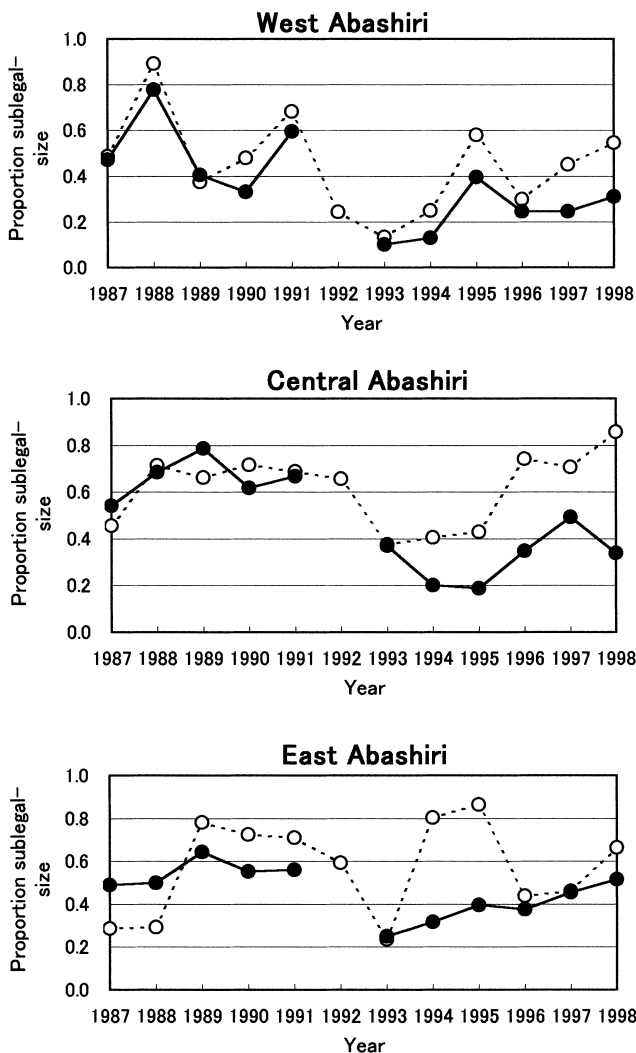 West Abashiri
Proportion sublegal-
size
1.0
0.8
0.6
0.4
0.2
0.0
1987 1988 1989 1990 1991 1992 1993 1994 1995 1996 1997 1998
Year
Central Abashiri
Proportion sublegal-
size
1.0
0.8
0.6
0.4
0.2
0.0
1987 1988 1989 1990 1991 1992 1993 1994 1995 1996 1997 1998
Year
East Abashiri
Proportion sublegal-
size
1.0
0.8
0.6
0.4
0.2
0.0
1987 1988 1989 1990 1991 1992 1993 1994 1995 1996 1997 1998
Year